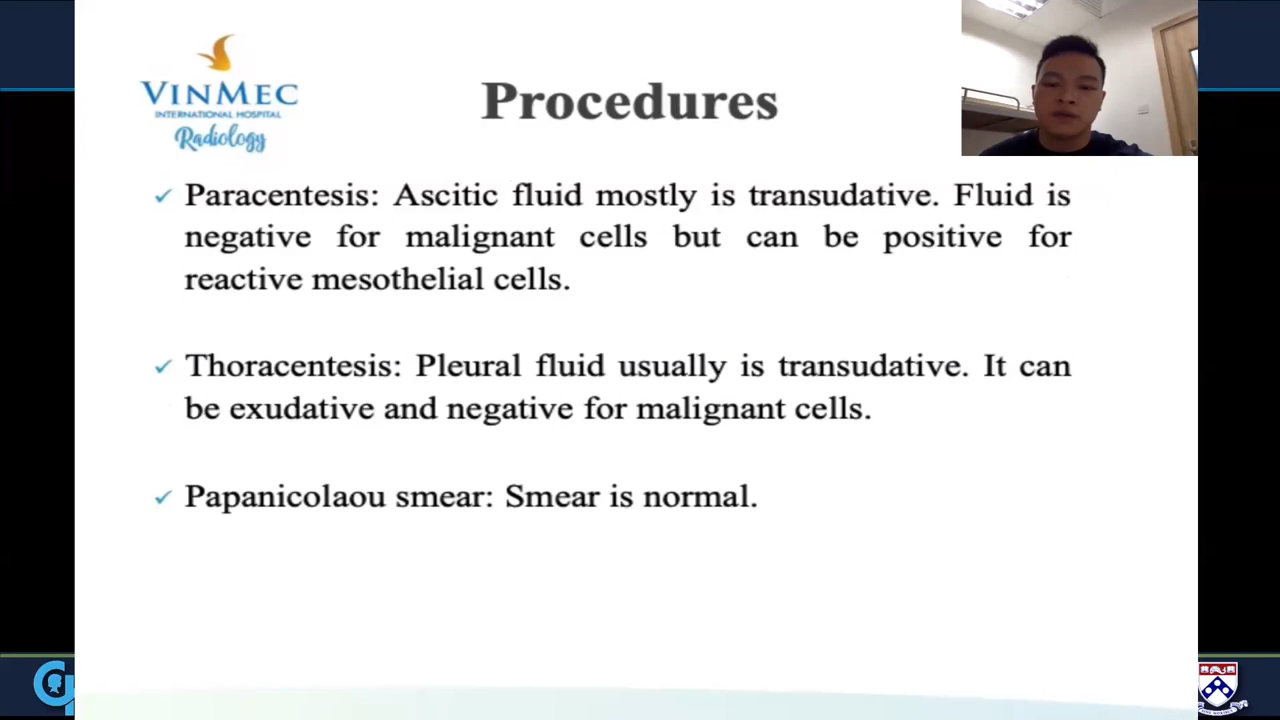 VINMEC
INTERNATIONAL HOSPITAL
Radiology
Procedures
✓ Paracentesis: Ascitic fluid mostly is transudative. Fluid is
negative for malignant cells but can be positive for
reactive mesothelial cells.
✓ Thoracentesis: Pleural fluid usually is transudative. It can
be exudative and negative for malignant cells.
✓ Papanicolaou smear: Smear is normal.